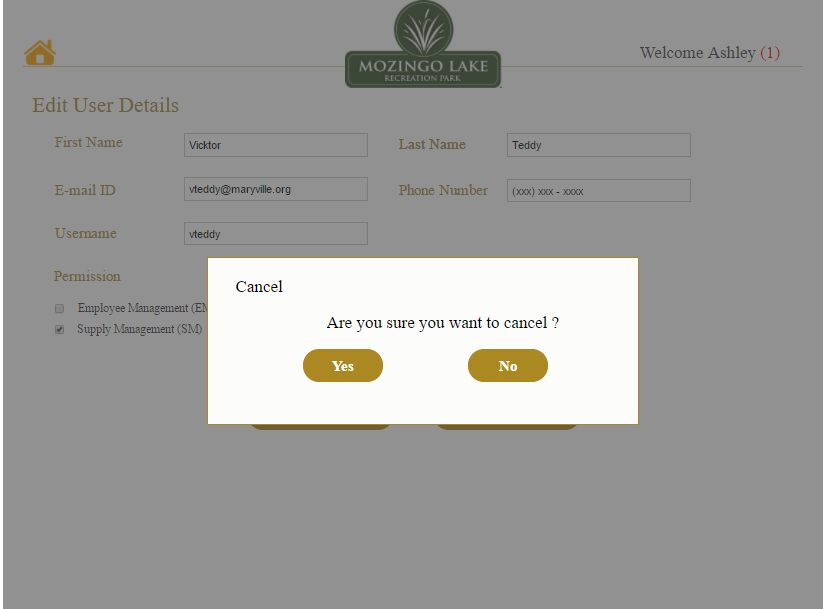 MOZINGO LAKE
RECREATION PARK
Welcome Ashley (1)
Edit User Details
First Name Vicktor Last Name Teddy
E-mail ID vteddy@maryville.org Phone Number (xxx) xxx - xxxx
Username vteddy
Permission
Employee Management (EM
Supply Management (SM)
Cancel
Are you sure you want to cancel ?
Yes No